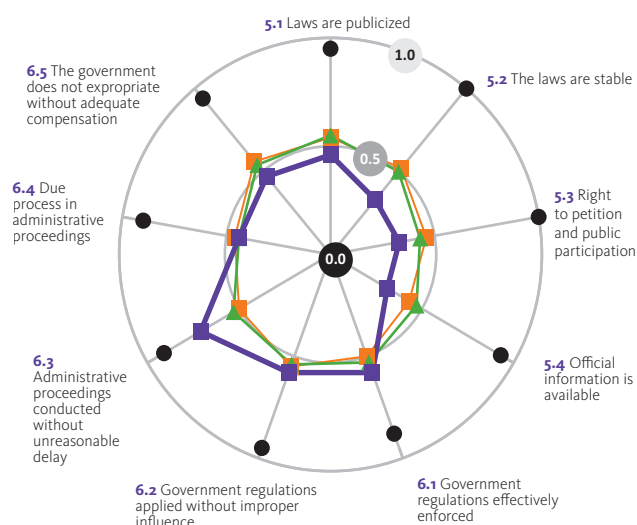 5.1 Laws are publicized
1.0
5.2 The laws are stable
6.5 The government
does not expropriate
without adequate
compensation
0.5
6.4 Due
process in
administrative
proceedings
5.3 Right
to petition
and public
participation
0.0
6.3
Administrative
proceedings
conducted
without
unreasonable
delay
5.4 Official
information is
available
6.2 Government regulations
applied without improper
influence
6.1 Government
regulations effectively
enforced